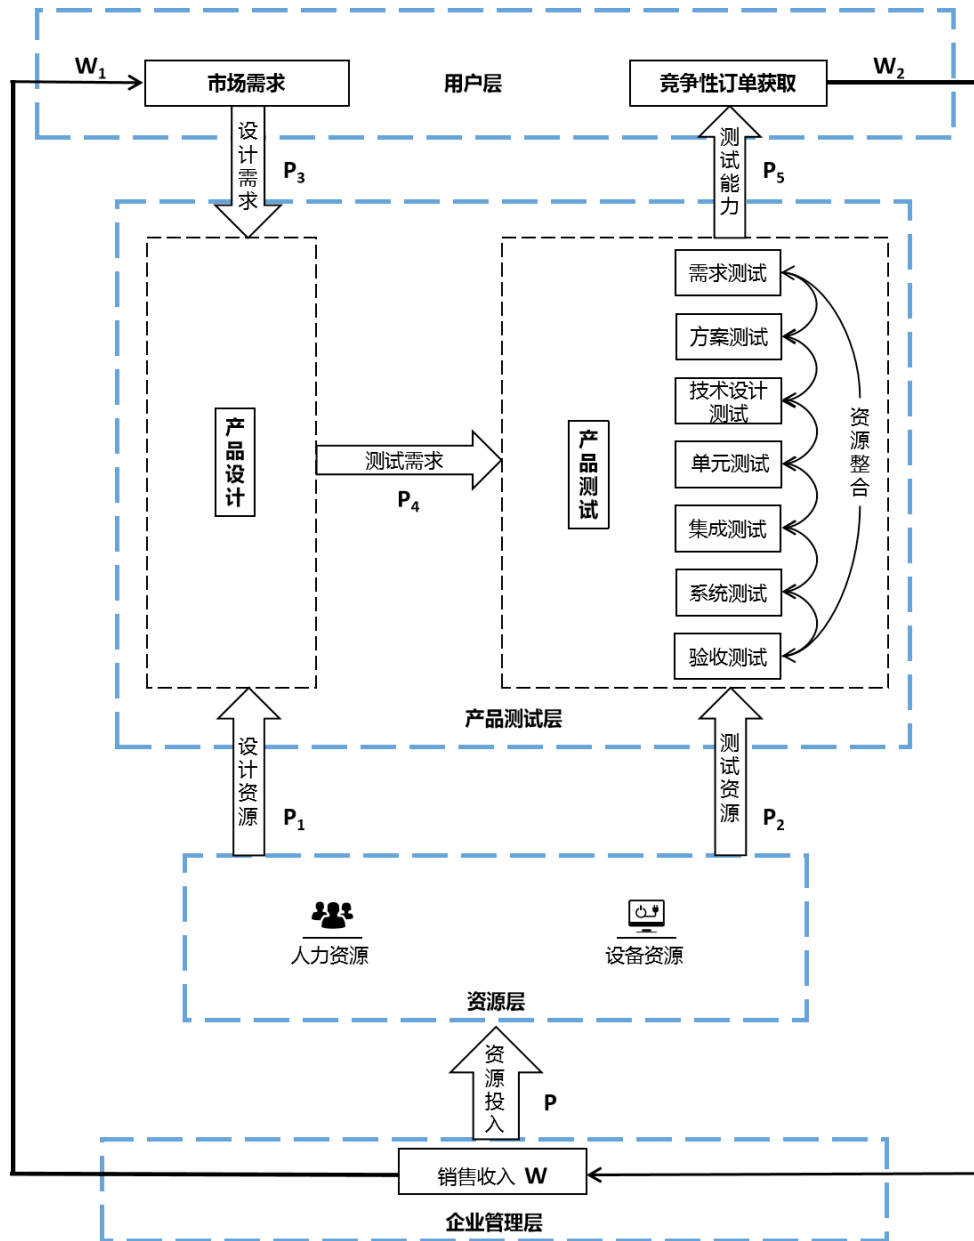 W₁
市场需求
用户层
竞争性订单获取
W₂
设计需求
P₃
测试能力
P₅
需求测试
方案测试
技术设计
测试
单元测试
集成测试
系统测试
验收测试
资源整合
产品设计
测试需求
P₄
产品测试
产品测试层
设计资源
P₁
测试资源
P₂
人力资源
设备资源
资源层
资源投入
P
销售收入 W
企业管理层